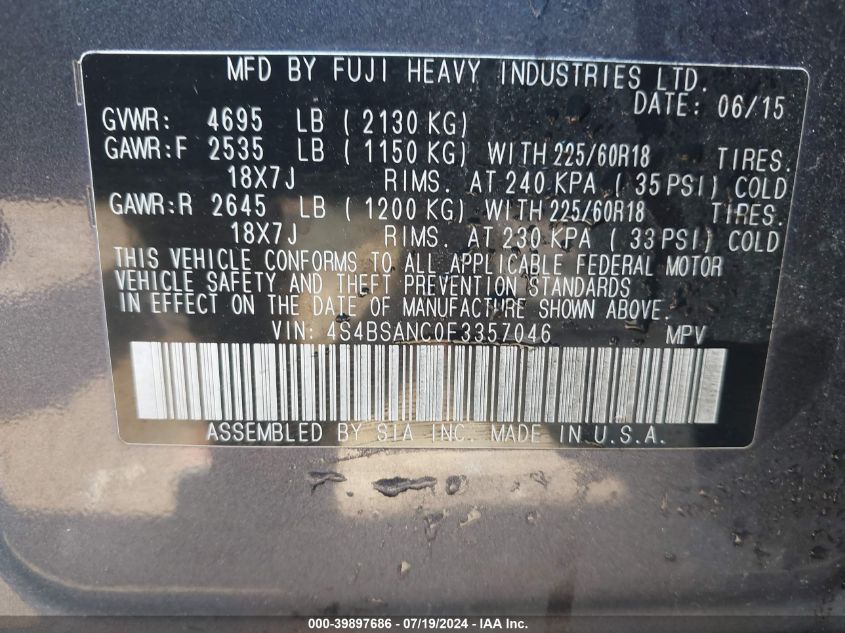 MFD BY FUJI HEAVY INDUSTRIES LTD.
DATE: 06/15
GVWR: 4695 LB ( 2130 KG)
GAWR:F 2535 LB ( 1150 KG) WITH 225/60R18 TIRES.
18X7J RIMS. AT 240 KPA ( 35 PSI) COLD
GAWR:R 2645 LB ( 1200 KG) WITH 225/60R18 TIRES.
18X7J RIMS. AT 230 KPA ( 33 PSI) COLD
THIS VEHICLE CONFORMS TO ALL APPLICABLE FEDERAL MOTOR
VEHICLE SAFETY AND THEFT PREVENTION STANDARDS
IN EFFECT ON THE DATE OF MANUFACTURE SHOWN ABOVE.
VIN: 4S4BSANC0F3357046 MPV
ASSEMBLED BY SIA INC. MADE IN U.S.A.
000-39897686 - 07/19/2024 - IAA Inc.